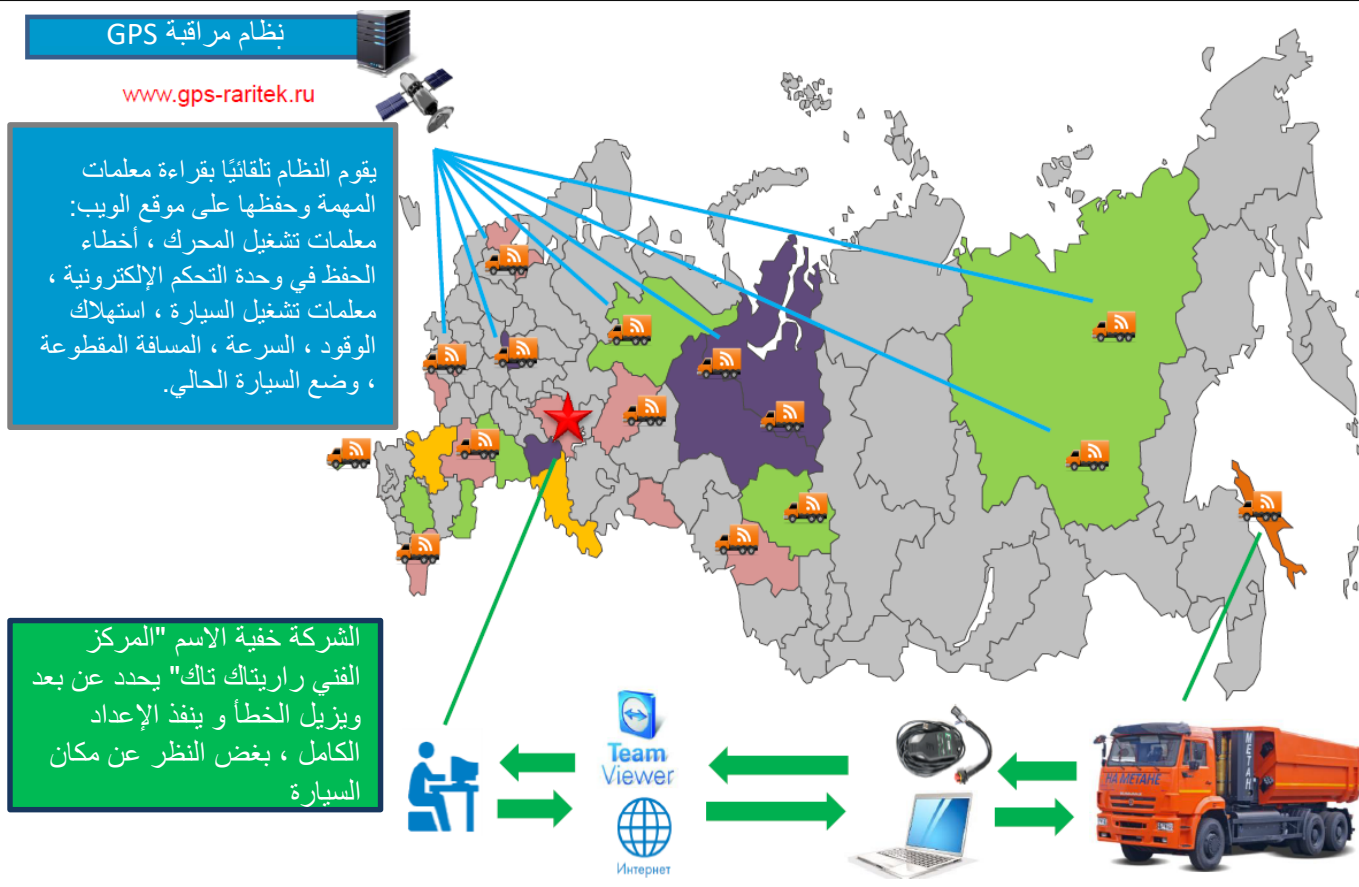 نظام مراقبة GPS
www.gps-raritek.ru
يقوم النظام تلقائيًا بقراءة معلمات
المهمة وحفظها على موقع الويب:
معلمات تشغيل المحرك ، أخطاء
الحفظ في وحدة التحكم الإلكترونية ،
معلمات تشغيل السيارة ، استهلاك
الوقود ، السرعة ، المسافة المقطوعة
، وضع السيارة الحالي.
الشركة خفية الاسم "المركز
الفني راريتاك تاك" يحدد عن بعد
ويزيل الخطأ و ينفذ الإعداد
الكامل ، بغض النظر عن مكان
السيارة
Team
Viewer
Интернет
НА МЕТАНЕ
МЕТАН